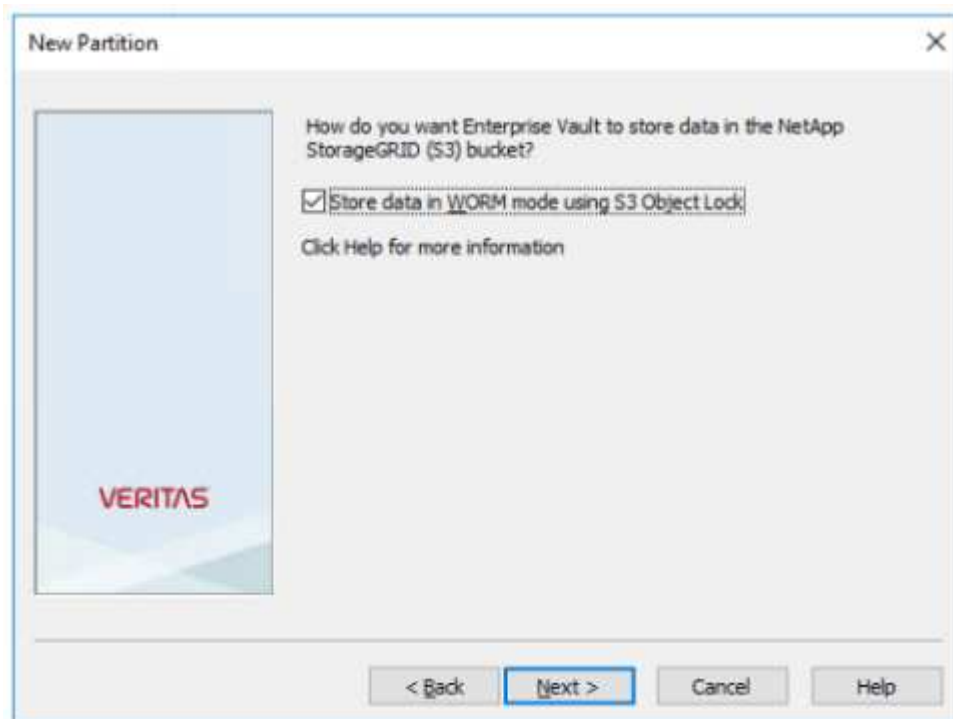 New Partition
How do you want Enterprise Vault to store data in the NetApp
StorageGRID (S3) bucket?
Store data in WORM mode using S3 Object Lock
Click Help for more information
VERITAS
< Back
Next >
Cancel
Help